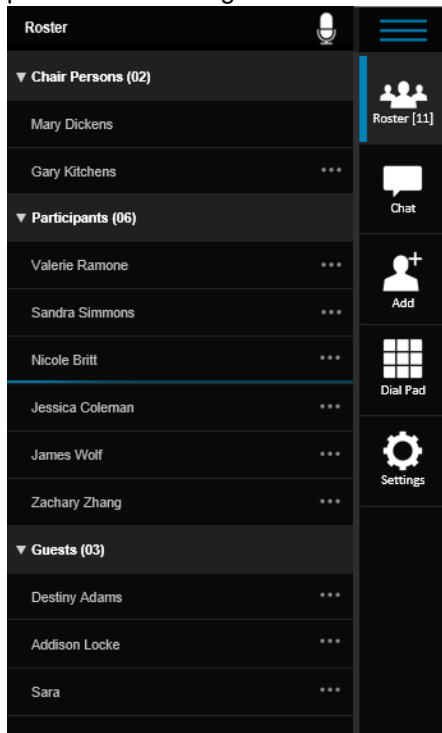 Roster
▼ Chair Persons (02)
Mary Dickens
Gary Kitchens
▼ Participants (06)
Valerie Ramone
Sandra Simmons
Nicole Britt
Jessica Coleman
James Wolf
Zachary Zhang
▼ Guests (03)
Destiny Adams
Addison Locke
Sara
Roster [11]
Chat
Add
Dial Pad
Settings